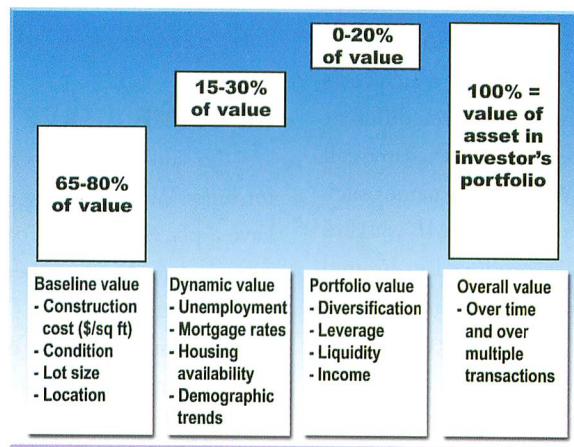 65-80%
of value
15-30%
of value
0-20%
of value
100% =
value of
asset in
investor's
portfolio
Baseline value
- Construction
cost ($/sq ft)
- Condition
- Lot size
- Location
Dynamic value
- Unemployment
- Mortgage rates
- Housing
availability
- Demographic
trends
Portfolio value
- Diversification
- Leverage
- Liquidity
- Income
Overall value
- Over time
and over
multiple
transactions